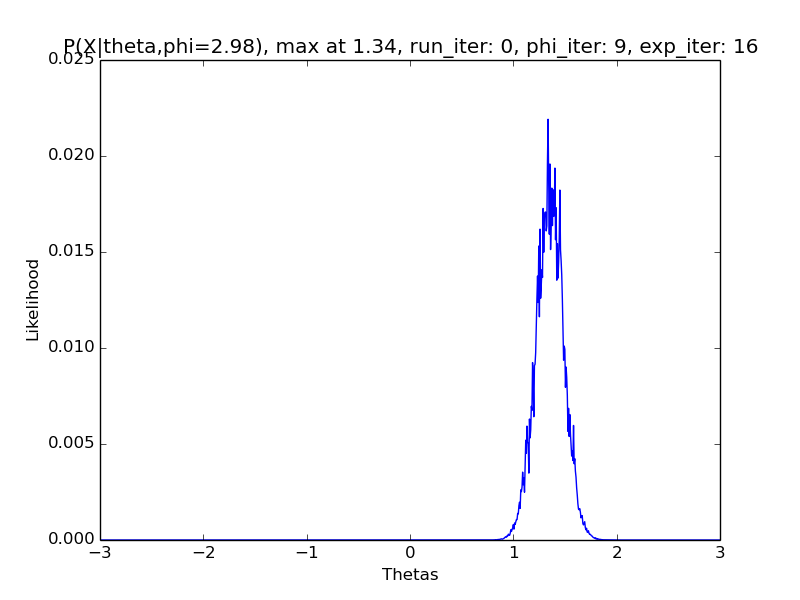 P(X|theta,phi=2.98), max at 1.34, run_iter: 0, phi_iter: 9, exp_iter: 16
0.025
0.020
0.015
0.010
0.005
0.000
Likelihood
−3 −2 −1 0 1 2 3
Thetas